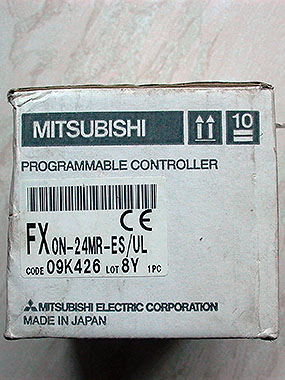 MITSUBISHI
10
PROGRAMMABLE CONTROLLER
CE
FX0N-24MR-ES/UL
CODE 09K426 LOT 8Y 1PC
MITSUBISHI ELECTRIC CORPORATION
MADE IN JAPAN